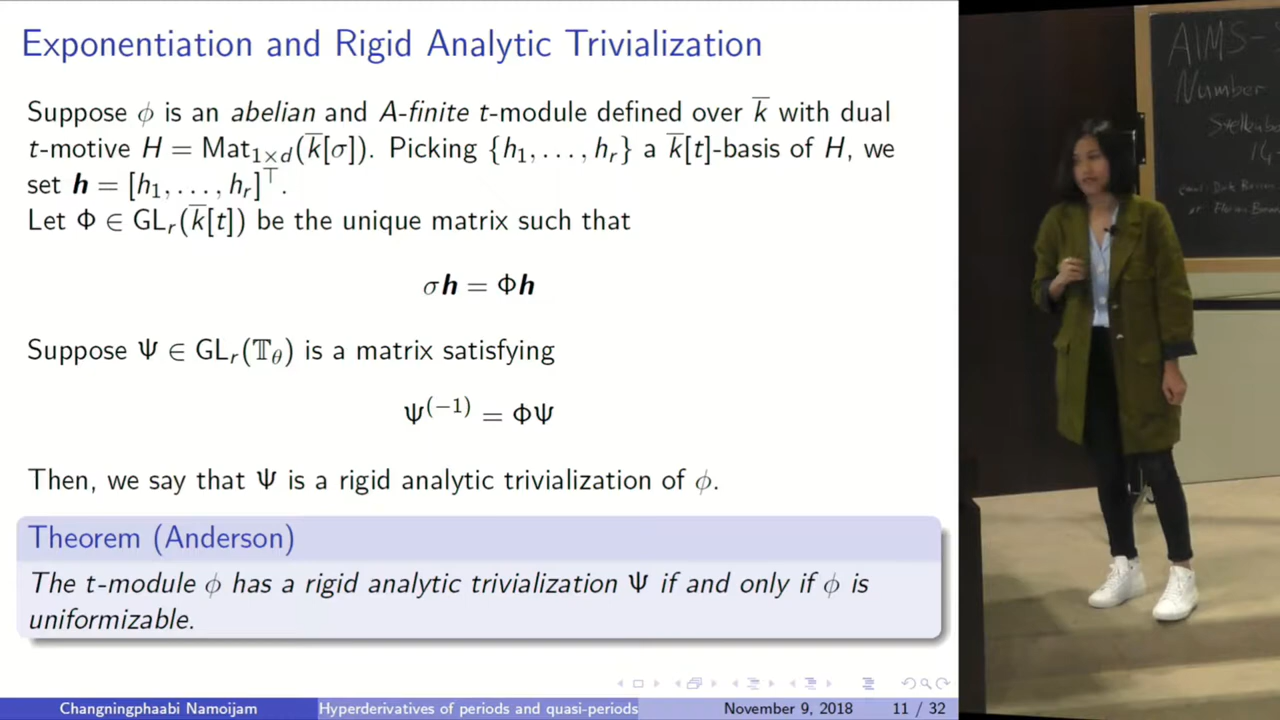 Exponentiation and Rigid Analytic Trivialization
Suppose ϕ is an abelian and A-finite t-module defined over k̅ with dual
t-motive H = Mat₁ₓd(k̅[σ]). Picking {h₁, . . . , hᵣ} a k̅[t]-basis of H, we
set h = [h₁, . . . , hᵣ]⊤.
Let Φ ∈ GLᵣ(k̅[t]) be the unique matrix such that
σh = Φh
Suppose Ψ ∈ GLᵣ(𝕋θ) is a matrix satisfying
Ψ(−1) = ΦΨ
Then, we say that Ψ is a rigid analytic trivialization of ϕ.
Theorem (Anderson)
The t-module ϕ has a rigid analytic trivialization Ψ if and only if ϕ is
uniformizable.
Changningphaabi Namoijam Hyperderivatives of periods and quasi-periods November 9, 2018 11 / 32
AIMS-
Number